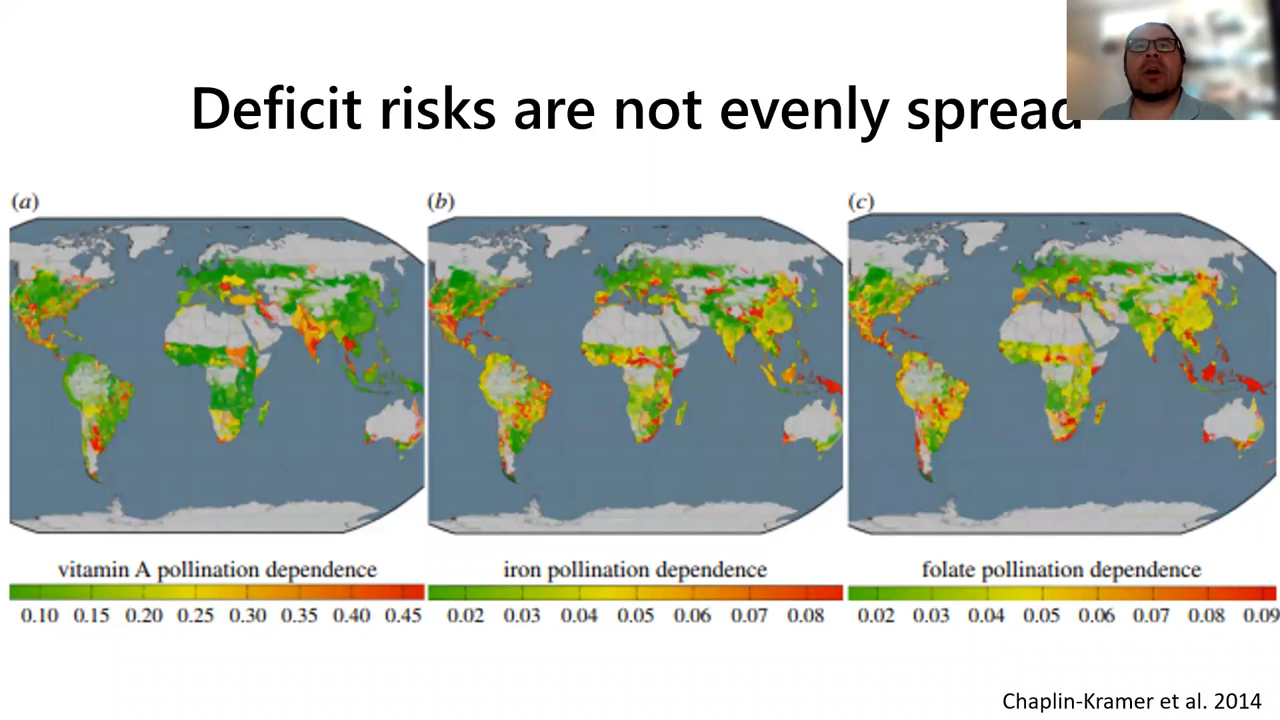 Deficit risks are not evenly spread
(a)
(b)
(c)
vitamin A pollination dependence
0.10 0.15 0.20 0.25 0.30 0.35 0.40 0.45
iron pollination dependence
0.02 0.03 0.04 0.05 0.06 0.07 0.08
folate pollination dependence
0.02 0.03 0.04 0.05 0.06 0.07 0.08 0.09
Chaplin-Kramer et al. 2014